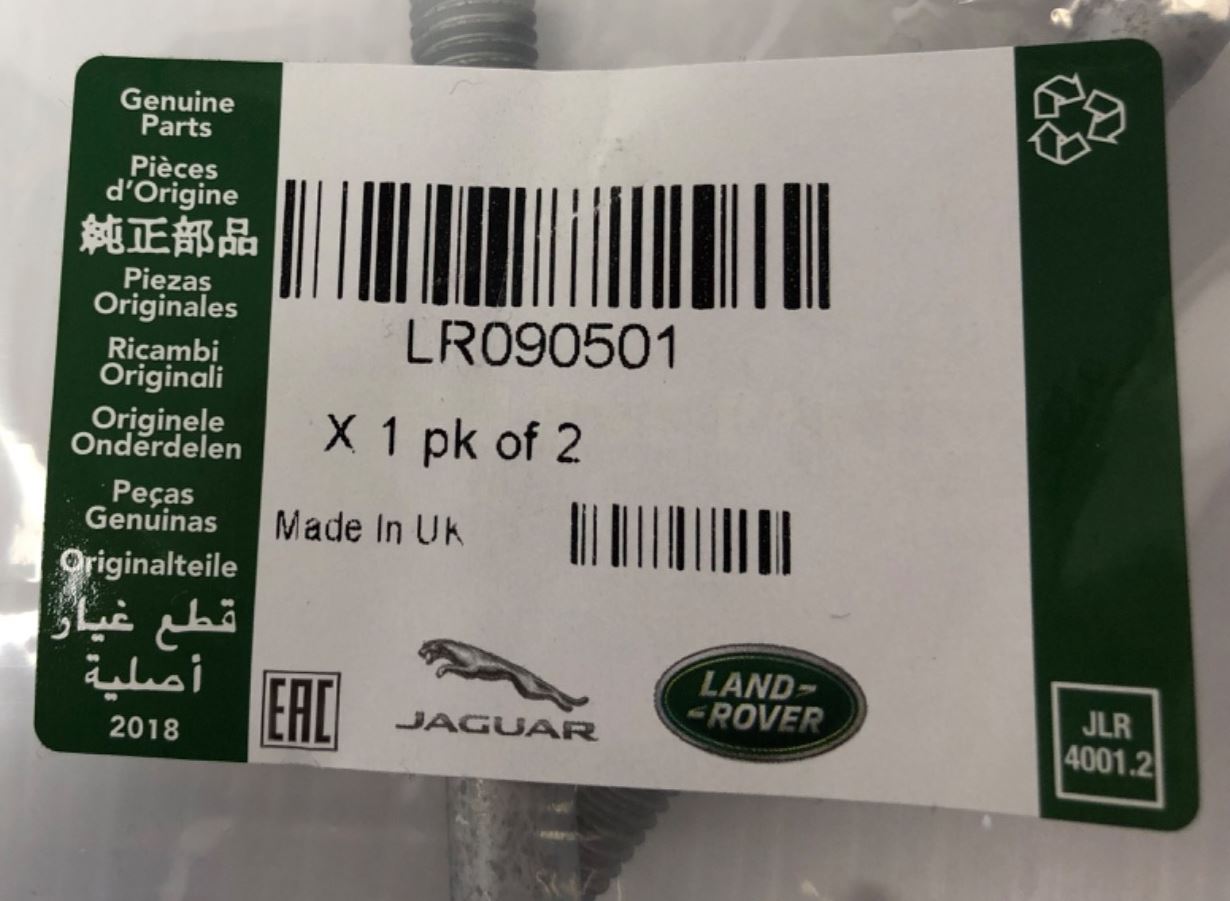 Genuine
Parts
Pièces
d'Origine
純正部品
Piezas
Originales
Ricambi
Originali
Originele
Onderdelen
Peças
Genuinas
Originalteile
قطع غيار
أصلية
2018
LR090501
X 1 pk of 2
Made In UK
EAC
JAGUAR
LAND-
-ROVER
JLR
4001.2